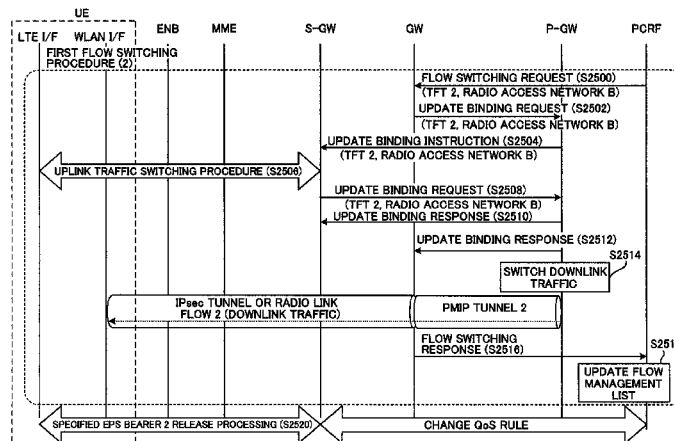 UE
LTE I/F WLAN I/F ENB MME S-GW GW P-GW PCRF
FIRST FLOW SWITCHING
PROCEDURE (2)
FLOW SWITCHING REQUEST (S2500)
(TFT 2, RADIO ACCESS NETWORK B)
UPDATE BINDING REQUEST (S2502)
(TFT 2, RADIO ACCESS NETWORK B)
UPDATE BINDING INSTRUCTION (S2504)
(TFT 2, RADIO ACCESS NETWORK B)
UPLINK TRAFFIC SWITCHING PROCEDURE (S2506)
UPDATE BINDING REQUEST (S2508)
(TFT 2, RADIO ACCESS NETWORK B)
UPDATE BINDING RESPONSE (S2510)
UPDATE BINDING RESPONSE (S2512)
S2514
SWITCH DOWNLINK
TRAFFIC
IPsec TUNNEL OR RADIO LINK
FLOW 2 (DOWNLINK TRAFFIC)
PMIP TUNNEL 2
FLOW SWITCHING
RESPONSE (S2516)
S251
UPDATE FLOW
MANAGEMENT
LIST
SPECIFIED EPS BEARER 2 RELEASE PROCESSING (S2520)
CHANGE QoS RULE